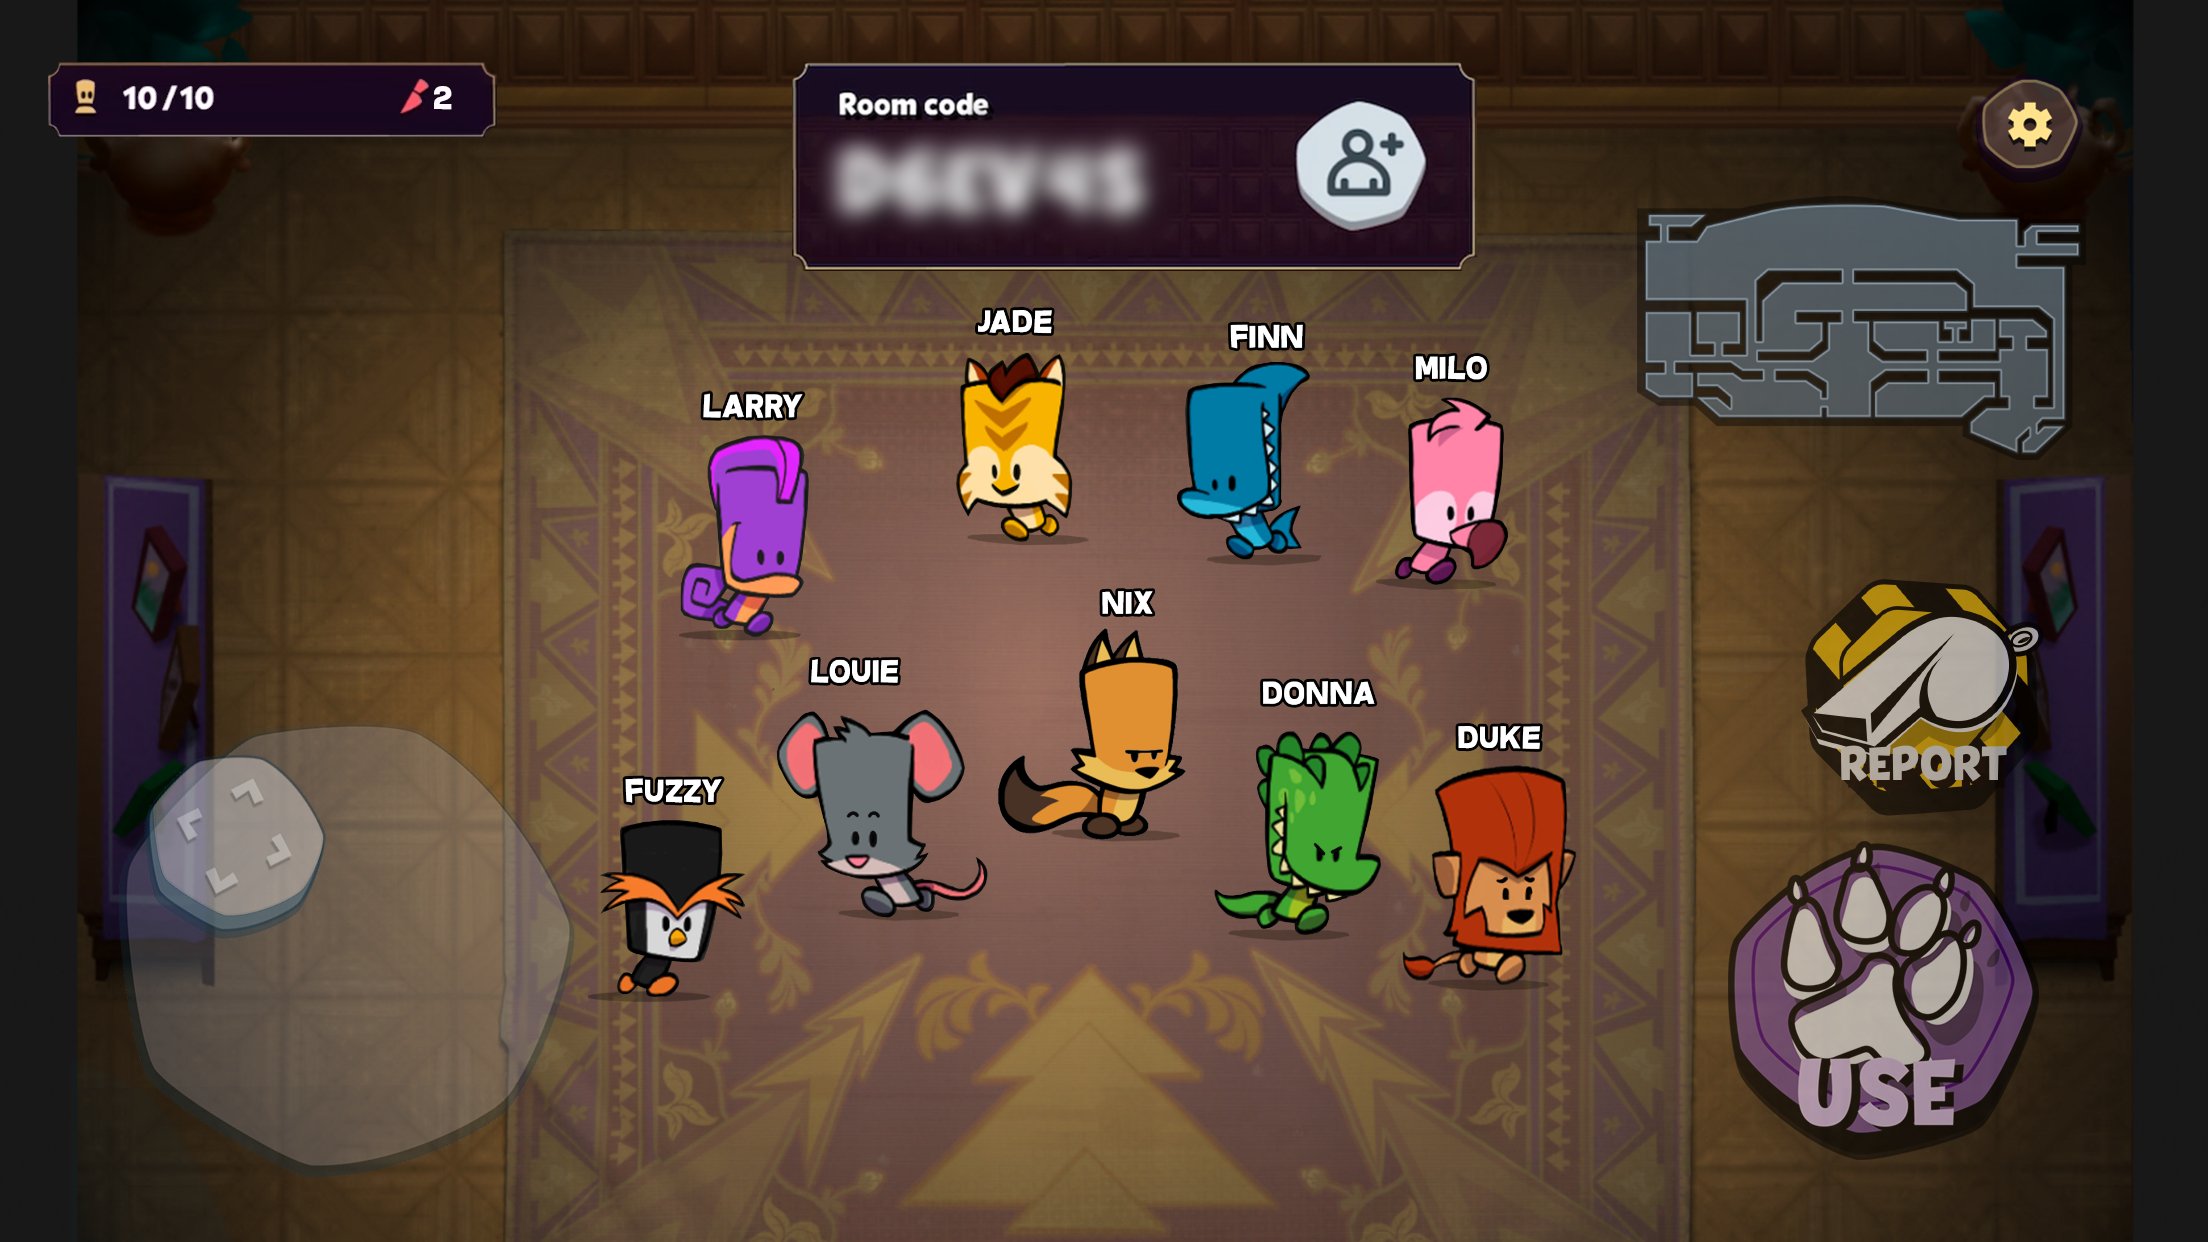 10/10
2
Room code
JADE
FINN
MILO
LARRY
NIX
LOUIE
DONNA
DUKE
FUZZY
REPORT
USE